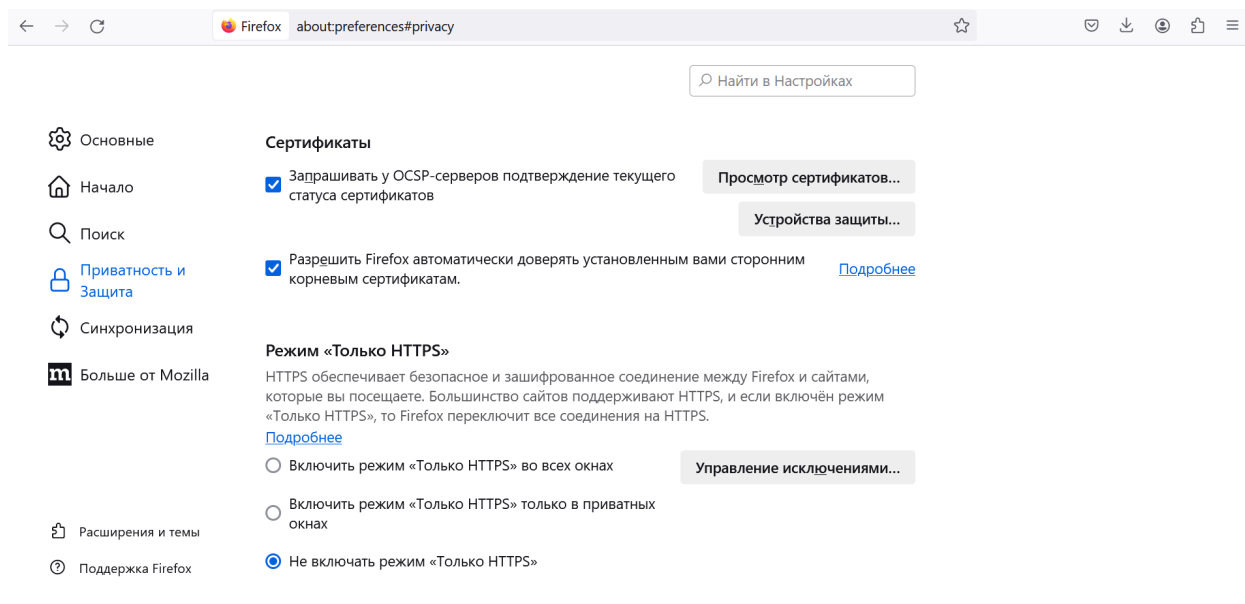 Firefox about:preferences#privacy
Найти в Настройках
Основные
Начало
Поиск
Приватность и
Защита
Синхронизация
m Больше от Mozilla
Расширения и темы
Поддержка Firefox
Сертификаты
Запрашивать у OCSP-серверов подтверждение текущего
статуса сертификатов
Просмотр сертификатов...
Устройства защиты...
Разрешить Firefox автоматически доверять установленным вами сторонним
корневым сертификатам.
Подробнее
Режим «Только HTTPS»
HTTPS обеспечивает безопасное и зашифрованное соединение между Firefox и сайтами,
которые вы посещаете. Большинство сайтов поддерживают HTTPS, и если включён режим
«Только HTTPS», то Firefox переключит все соединения на HTTPS.
Подробнее
Включить режим «Только HTTPS» во всех окнах
Управление исключениями...
Включить режим «Только HTTPS» только в приватных
окнах
Не включать режим «Только HTTPS»